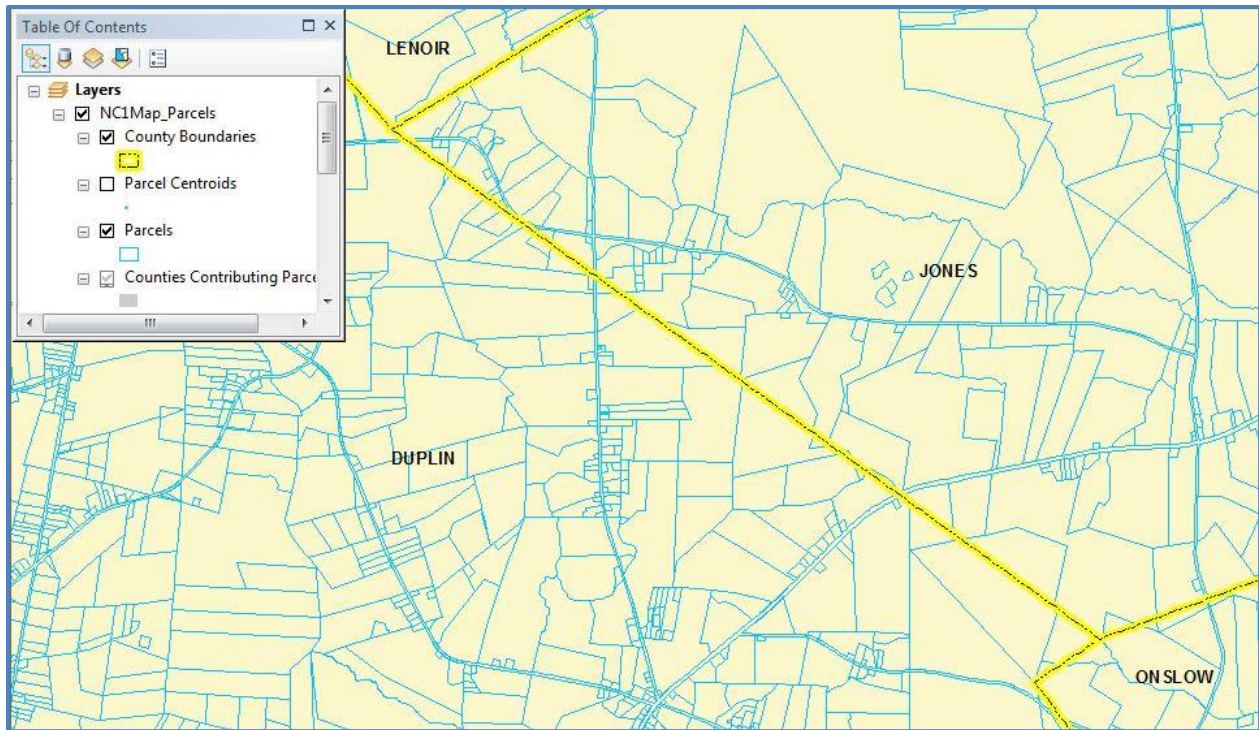 Table Of Contents
Layers
NC1Map_Parcels
County Boundaries
Parcel Centroids
Parcels
Counties Contributing Parce
LENOIR
JONES
DUPLIN
ONSLOW